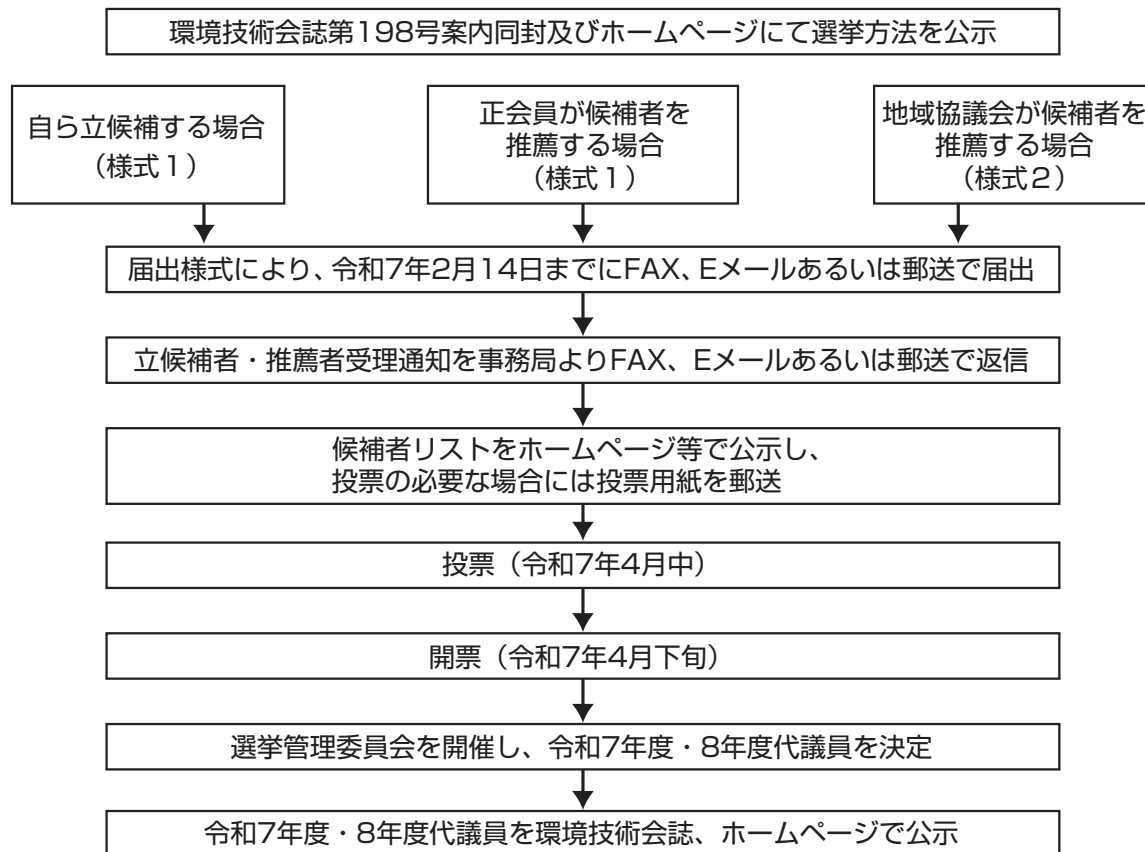 環境技術会誌第198号案内同封及びホームページにて選挙方法を公示
自ら立候補する場合
（様式1）
正会員が候補者を
推薦する場合
（様式1）
地域協議会が候補者を
推薦する場合
（様式2）
届出様式により、令和7年2月14日までにFAX、Eメールあるいは郵送で届出
立候補者・推薦者受理通知を事務局よりFAX、Eメールあるいは郵送で返信
候補者リストをホームページ等で公示し、
投票の必要な場合には投票用紙を郵送
投票（令和7年4月中）
開票（令和7年4月下旬）
選挙管理委員会を開催し、令和7年度・8年度代議員を決定
令和7年度・8年度代議員を環境技術会誌、ホームページで公示